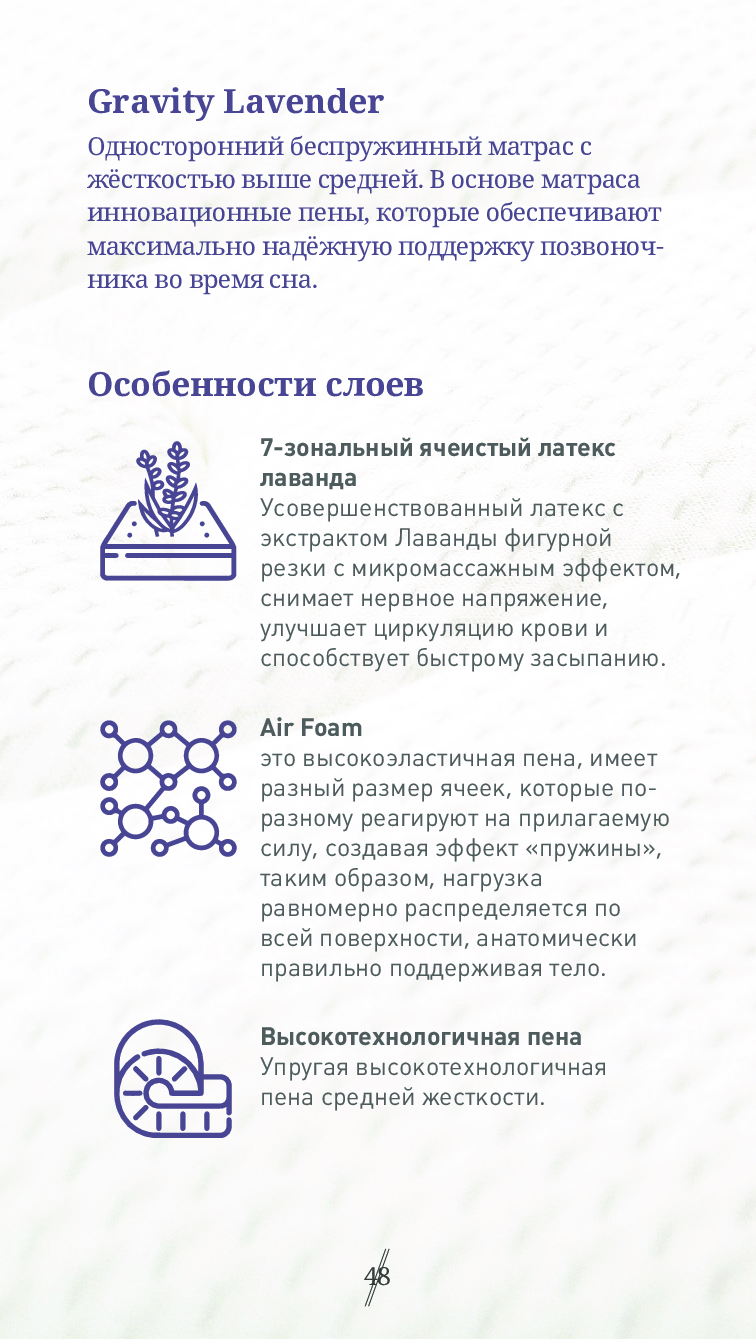 Gravity Lavender
Односторонний беспружинный матрас с
жёсткостью выше средней. В основе матраса
инновационные пены, которые обеспечивают
максимально надёжную поддержку позвоноч-
ника во время сна.
Особенности слоев
7-зональный ячеистый латекс
лаванда
Усовершенствованный латекс с
экстрактом Лаванды фигурной
резки с микромассажным эффектом,
снимает нервное напряжение,
улучшает циркуляцию крови и
способствует быстрому засыпанию.
Air Foam
это высокоэластичная пена, имеет
разный размер ячеек, которые по-
разному реагируют на прилагаемую
силу, создавая эффект «пружины»,
таким образом, нагрузка
равномерно распределяется по
всей поверхности, анатомически
правильно поддерживая тело.
Высокотехнологичная пена
Упругая высокотехнологичная
пена средней жесткости.
48